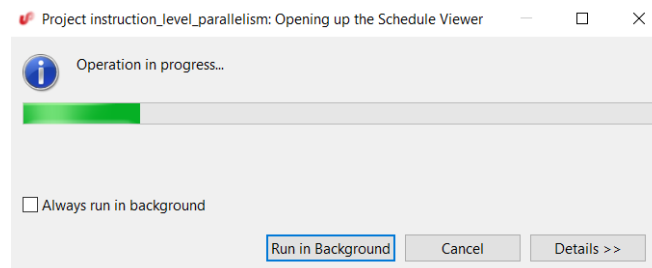 Project instruction_level_parallelism: Opening up the Schedule Viewer
Operation in progress...
Always run in background
Run in Background Cancel Details >>